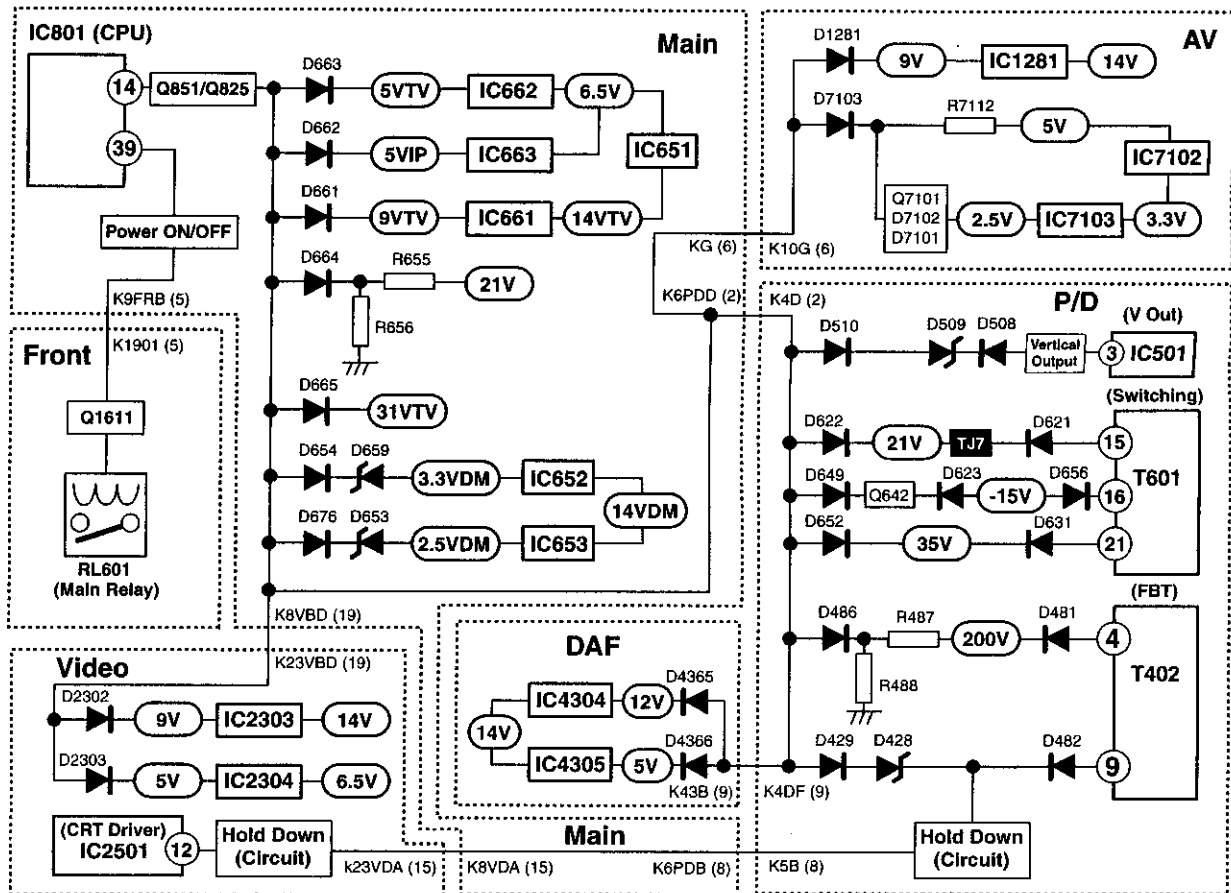 IC801 (CPU)
Main
14
Q851/Q825
39
Power ON/OFF
K9FRB (5)
D663
5VTV
IC662
6.5V
D662
5VIP
IC663
IC651
D661
9VTV
IC661
14VTV
D664
R655
21V
R656
D665
31VTV
D654
D659
3.3VDM
IC652
14VDM
D676
D653
2.5VDM
IC653
KG (6)
K6PDD (2)
K8VBD (19)
AV
D1281
9V
IC1281
14V
D7103
R7112
5V
IC7102
Q7101
D7102
D7101
2.5V
IC7103
3.3V
K10G (6)
Front
K1901 (5)
Q1611
RL601
(Main Relay)
P/D
K4D (2)
(V Out)
D510
D509
D508
Vertical
Output
3
IC501
(Switching)
D622
21V
TJ7
D621
15
D649
Q642
D623
-15V
D656
16
T601
D652
35V
D631
21
(FBT)
D486
R487
200V
D481
4
R488
T402
D429
D428
D482
9
K4DF (9)
Hold Down
(Circuit)
K5B (8)
Video
K23VBD (19)
D2302
9V
IC2303
14V
D2303
5V
IC2304
6.5V
(CRT Driver)
IC2501
12
Hold Down
(Circuit)
k23VDA (15)
DAF
IC4304
12V
D4365
14V
IC4305
5V
D4366
K43B (9)
Main
K8VDA (15)
K6PDB (8)